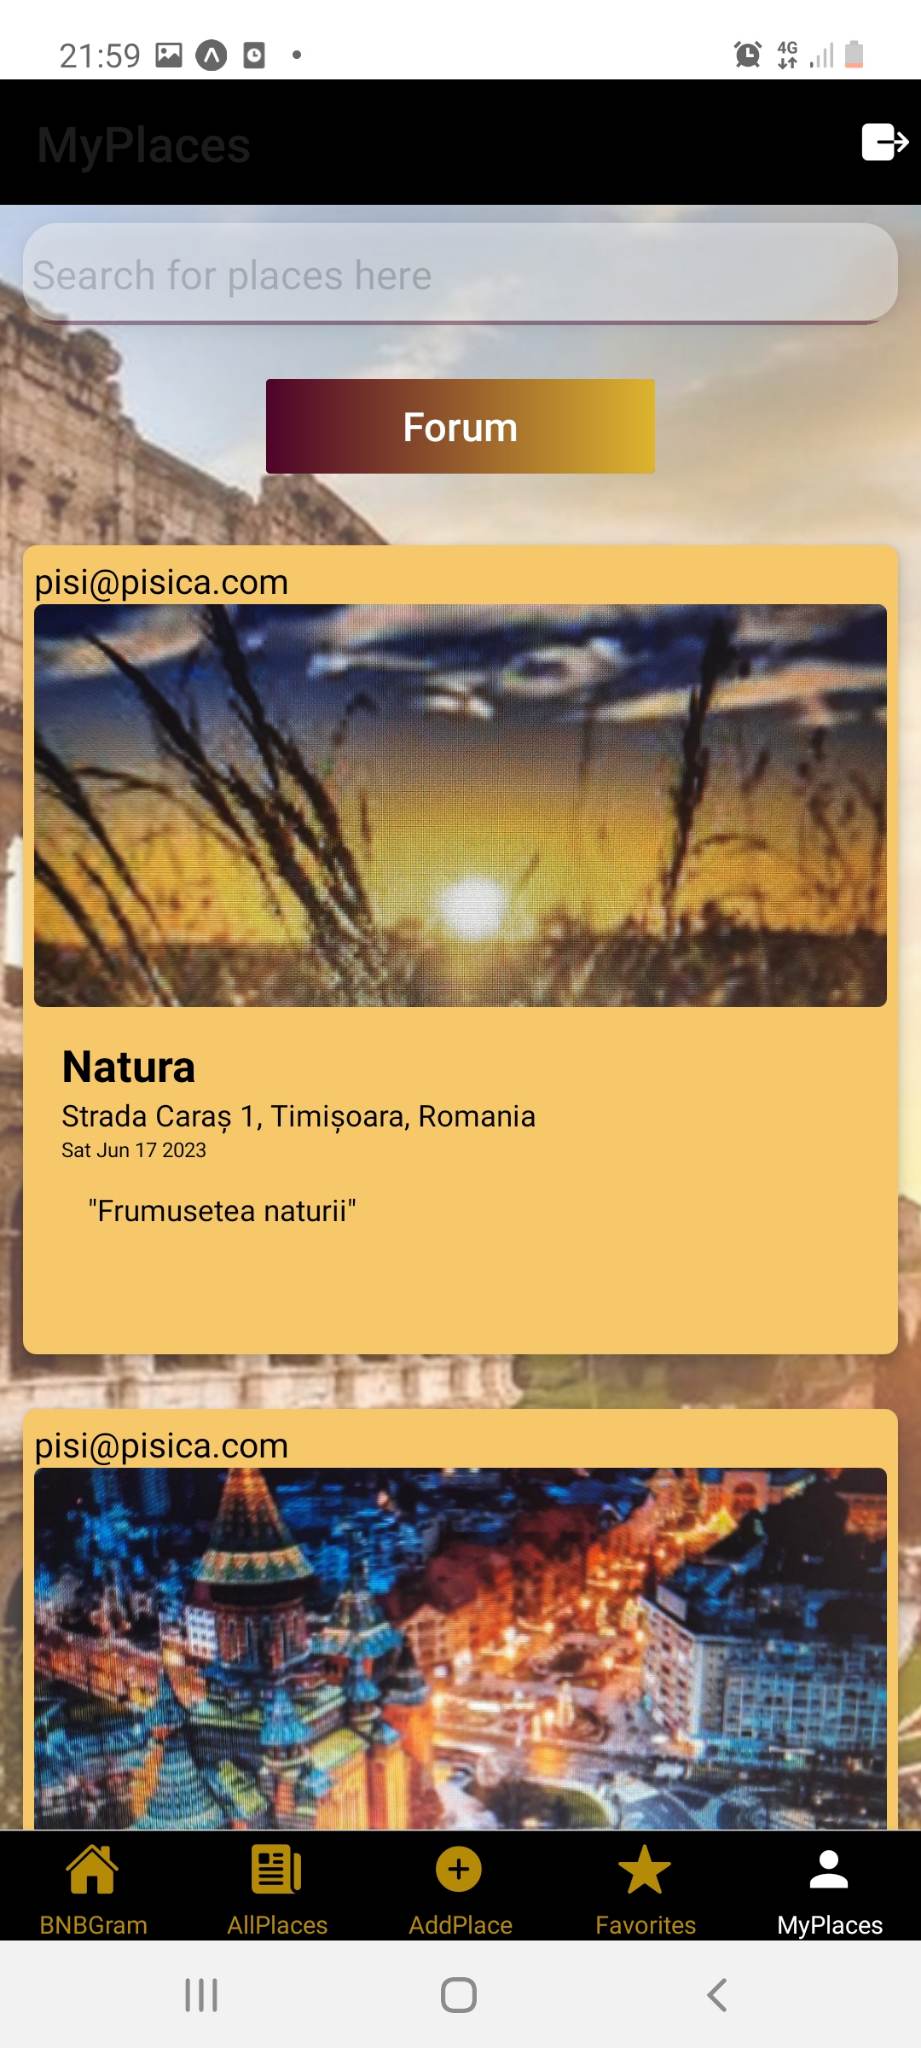 21:59
4G
MyPlaces
Search for places here
Forum
pisi@pisica.com
Natura
Strada Caraș 1, Timișoara, Romania
Sat Jun 17 2023
"Frumusetea naturii"
pisi@pisica.com
BNBGram
AllPlaces
AddPlace
Favorites
MyPlaces